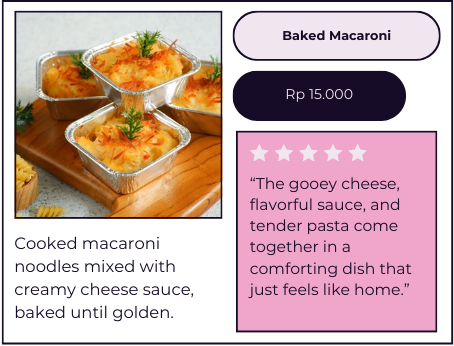 Baked Macaroni
Rp 15.000
“The gooey cheese,
flavorful sauce, and
tender pasta come
together in a
comforting dish that
just feels like home.”
Cooked macaroni
noodles mixed with
creamy cheese sauce,
baked until golden.